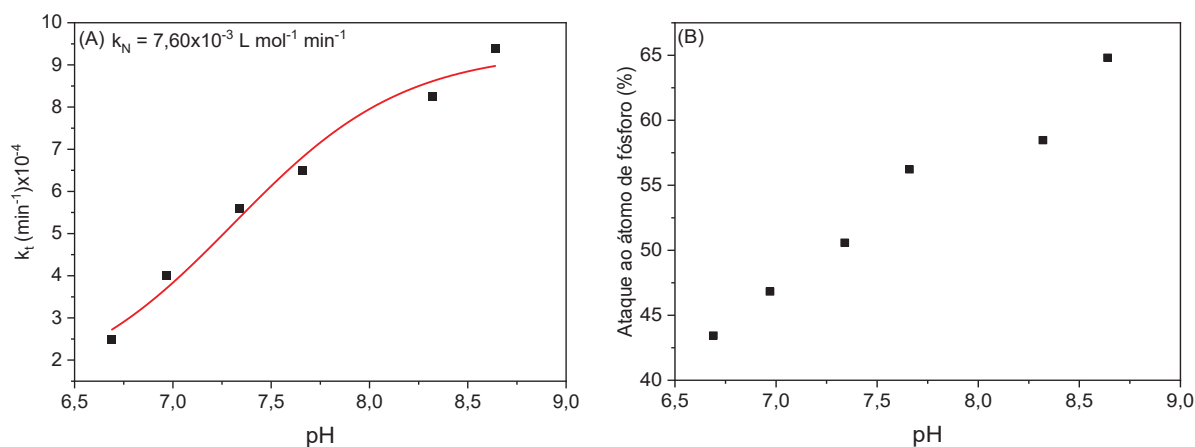 (A) k_N = 7,60x10⁻³ L mol⁻¹ min⁻¹
k_t (min⁻¹)x10⁻⁴
10
9
8
7
6
5
4
3
2
6,5 7,0 7,5 8,0 8,5 9,0
pH
(B)
Ataque ao átomo de fósforo (%)
65
60
55
50
45
40
6,5 7,0 7,5 8,0 8,5 9,0
pH